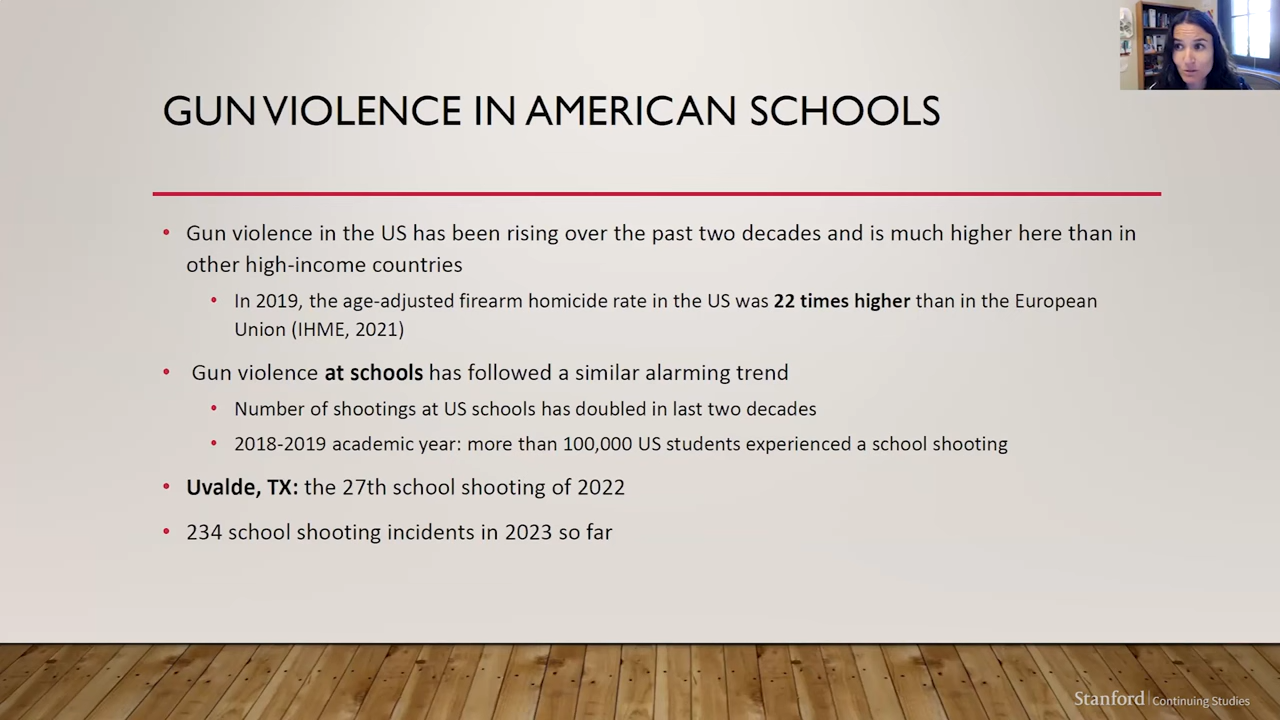 GUN VIOLENCE IN AMERICAN SCHOOLS
• Gun violence in the US has been rising over the past two decades and is much higher here than in
other high-income countries
• In 2019, the age-adjusted firearm homicide rate in the US was 22 times higher than in the European
Union (IHME, 2021)
• Gun violence at schools has followed a similar alarming trend
• Number of shootings at US schools has doubled in last two decades
• 2018-2019 academic year: more than 100,000 US students experienced a school shooting
• Uvalde, TX: the 27th school shooting of 2022
• 234 school shooting incidents in 2023 so far
Stanford | Continuing Studies